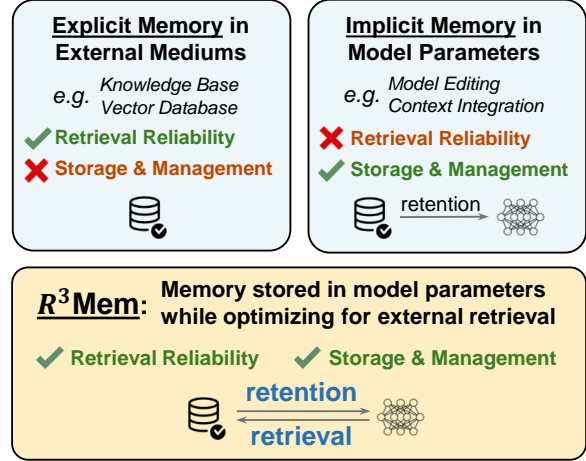 Explicit Memory in
External Mediums
e.g. Knowledge Base
Vector Database
Retrieval Reliability
Storage & Management
Implicit Memory in
Model Parameters
e.g. Model Editing
Context Integration
Retrieval Reliability
Storage & Management
retention
R³Mem: Memory stored in model parameters
while optimizing for external retrieval
Retrieval Reliability Storage & Management
retention
retrieval